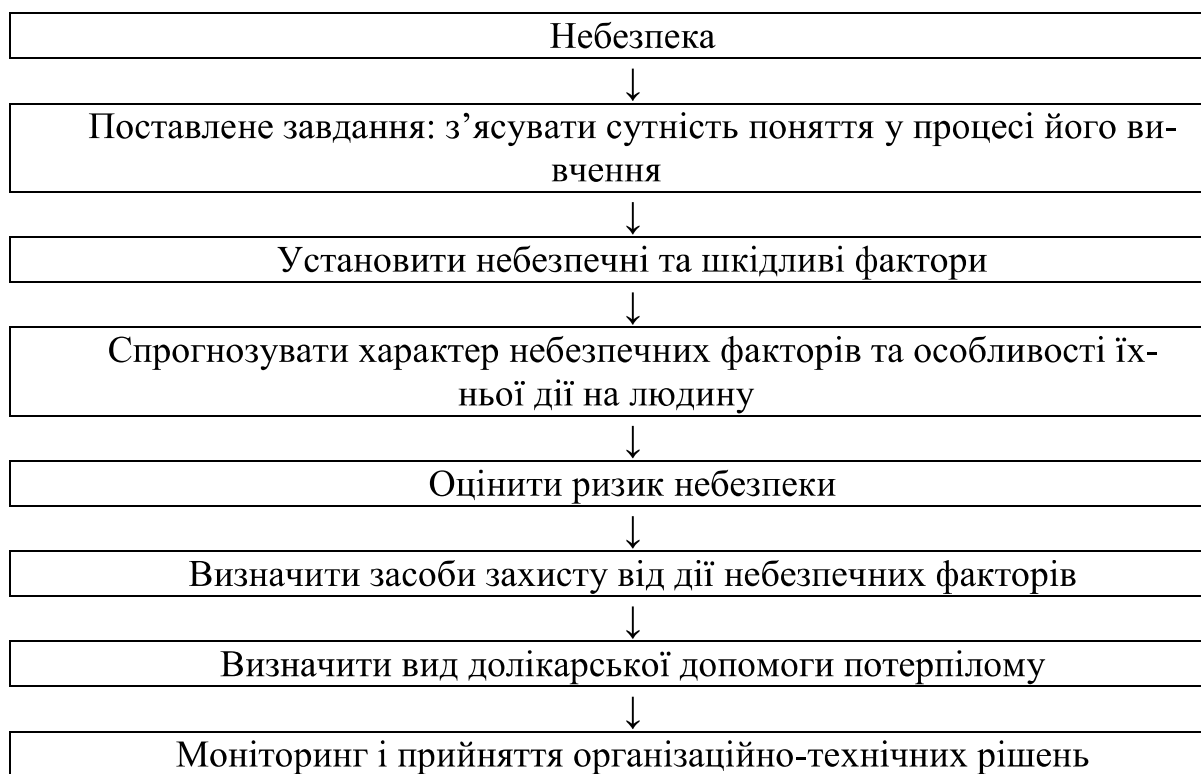 Небезпека
↓
Поставлене завдання: з’ясувати сутність поняття у процесі його ви-
вчення
↓
Установити небезпечні та шкідливі фактори
↓
Спрогнозувати характер небезпечних факторів та особливості їх-
ньої дії на людину
↓
Оцінити ризик небезпеки
↓
Визначити засоби захисту від дії небезпечних факторів
↓
Визначити вид долікарської допомоги потерпілому
↓
Моніторинг і прийняття організаційно-технічних рішень